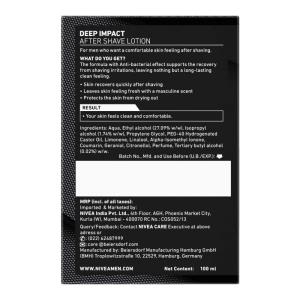 DEEP IMPACT
AFTER SHAVE LOTION
For men who want a comfortable skin feeling after shaving.
WHAT DO YOU GET?
The formula with Anti-bacterial effect supports the recovery
from shaving irritations, leaving nothing but a long-lasting
clean feeling.
• Skin recovers quickly after shaving
• Leaves skin fresh with a masculine scent
• Protects the skin from drying out
RESULT
• Your skin feels clean and comfortable.
Ingredients: Aqua, Ethyl alcohol (27.09% w/w), Isopropyl
alcohol (1.74% w/w), Propylene Glycol, PEG-40 Hydrogenated
Castor Oil, Limonene, Linalool, Alpha-Isomethyl Ionone,
Coumarin, Geraniol, Citronellol, Perfume, Tertiary butyl alcohol
(0.02%) w/w.
Batch No., Mfd. and Use Before (U.B./EXP.):
MRP (Incl. of all taxes):
Imported & Marketed by:
NIVEA India Pvt. Ltd., 4th Floor, AGH, Phoenix Market City,
Kurla (W), Mumbai - 400070 RC No.: COS052/13
Query/Feedback: Contact NIVEA CARE Executive at above
adress or
(022) 62487999
care@beiersdorf.com
Manufactured by: Beiersdorf Manufacturing Hamburg GmbH
(BMH) Troplowitzstraße 10, 22529, Hamburg, Germany
WWW.NIVEAMEN.COM Net Content: 100 ml